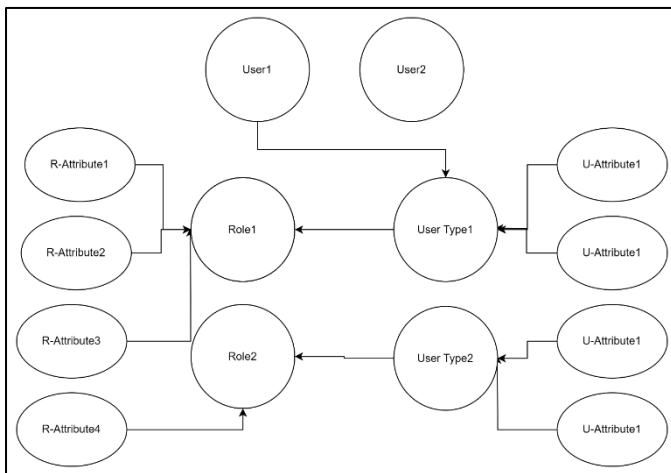 User1
User2
R-Attribute1
U-Attribute1
R-Attribute2
Role1
User Type1
U-Attribute1
R-Attribute3
Role2
User Type2
U-Attribute1
R-Attribute4
U-Attribute1